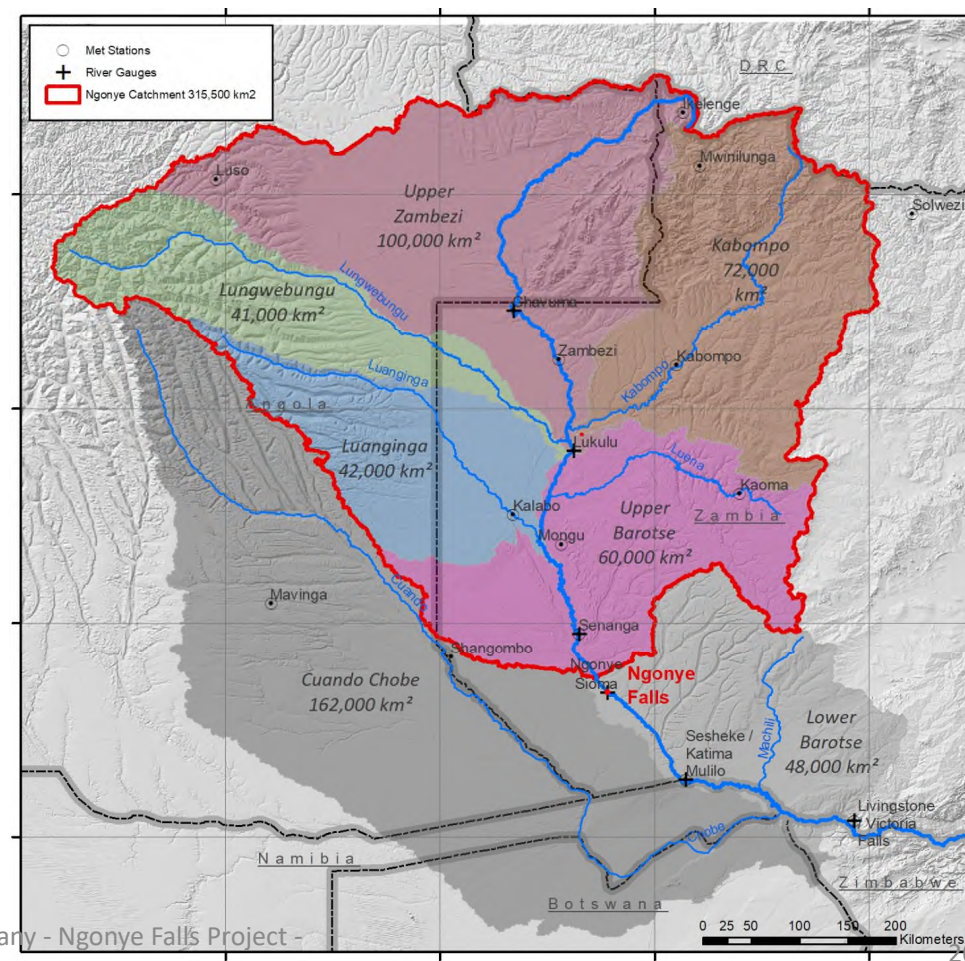 Met Stations
River Gauges
Ngonye Catchment 315,500 km2
DRC
Ikelenge
Luso
Mwinilunga
Solwezi
Upper
Zambezi
100,000 km²
Kabompo
72,000
km²
Lungwebungu
Lungwebungu
41,000 km²
Chavuma
Zambezi
Kabompo
Kabompo
Luanginga
Angola
Luanginga
42,000 km²
Lukulu
Luena
Kaoma
Kalabo
Zambia
Mongu
Upper
Barotse
60,000 km²
Cuando
Mavinga
Senanga
Shangombo
Ngonye
Sioma
Ngonye
Falls
Cuando Chobe
162,000 km²
Machili
Lower
Barotse
48,000 km²
Sesheke /
Katima
Mulilo
Livingstone
/ Victoria
Falls
Chobe
Namibia
Zimbabwe
Botswana
0 25 50 100 150 200
Kilometers
any - Ngonye Falls Project -